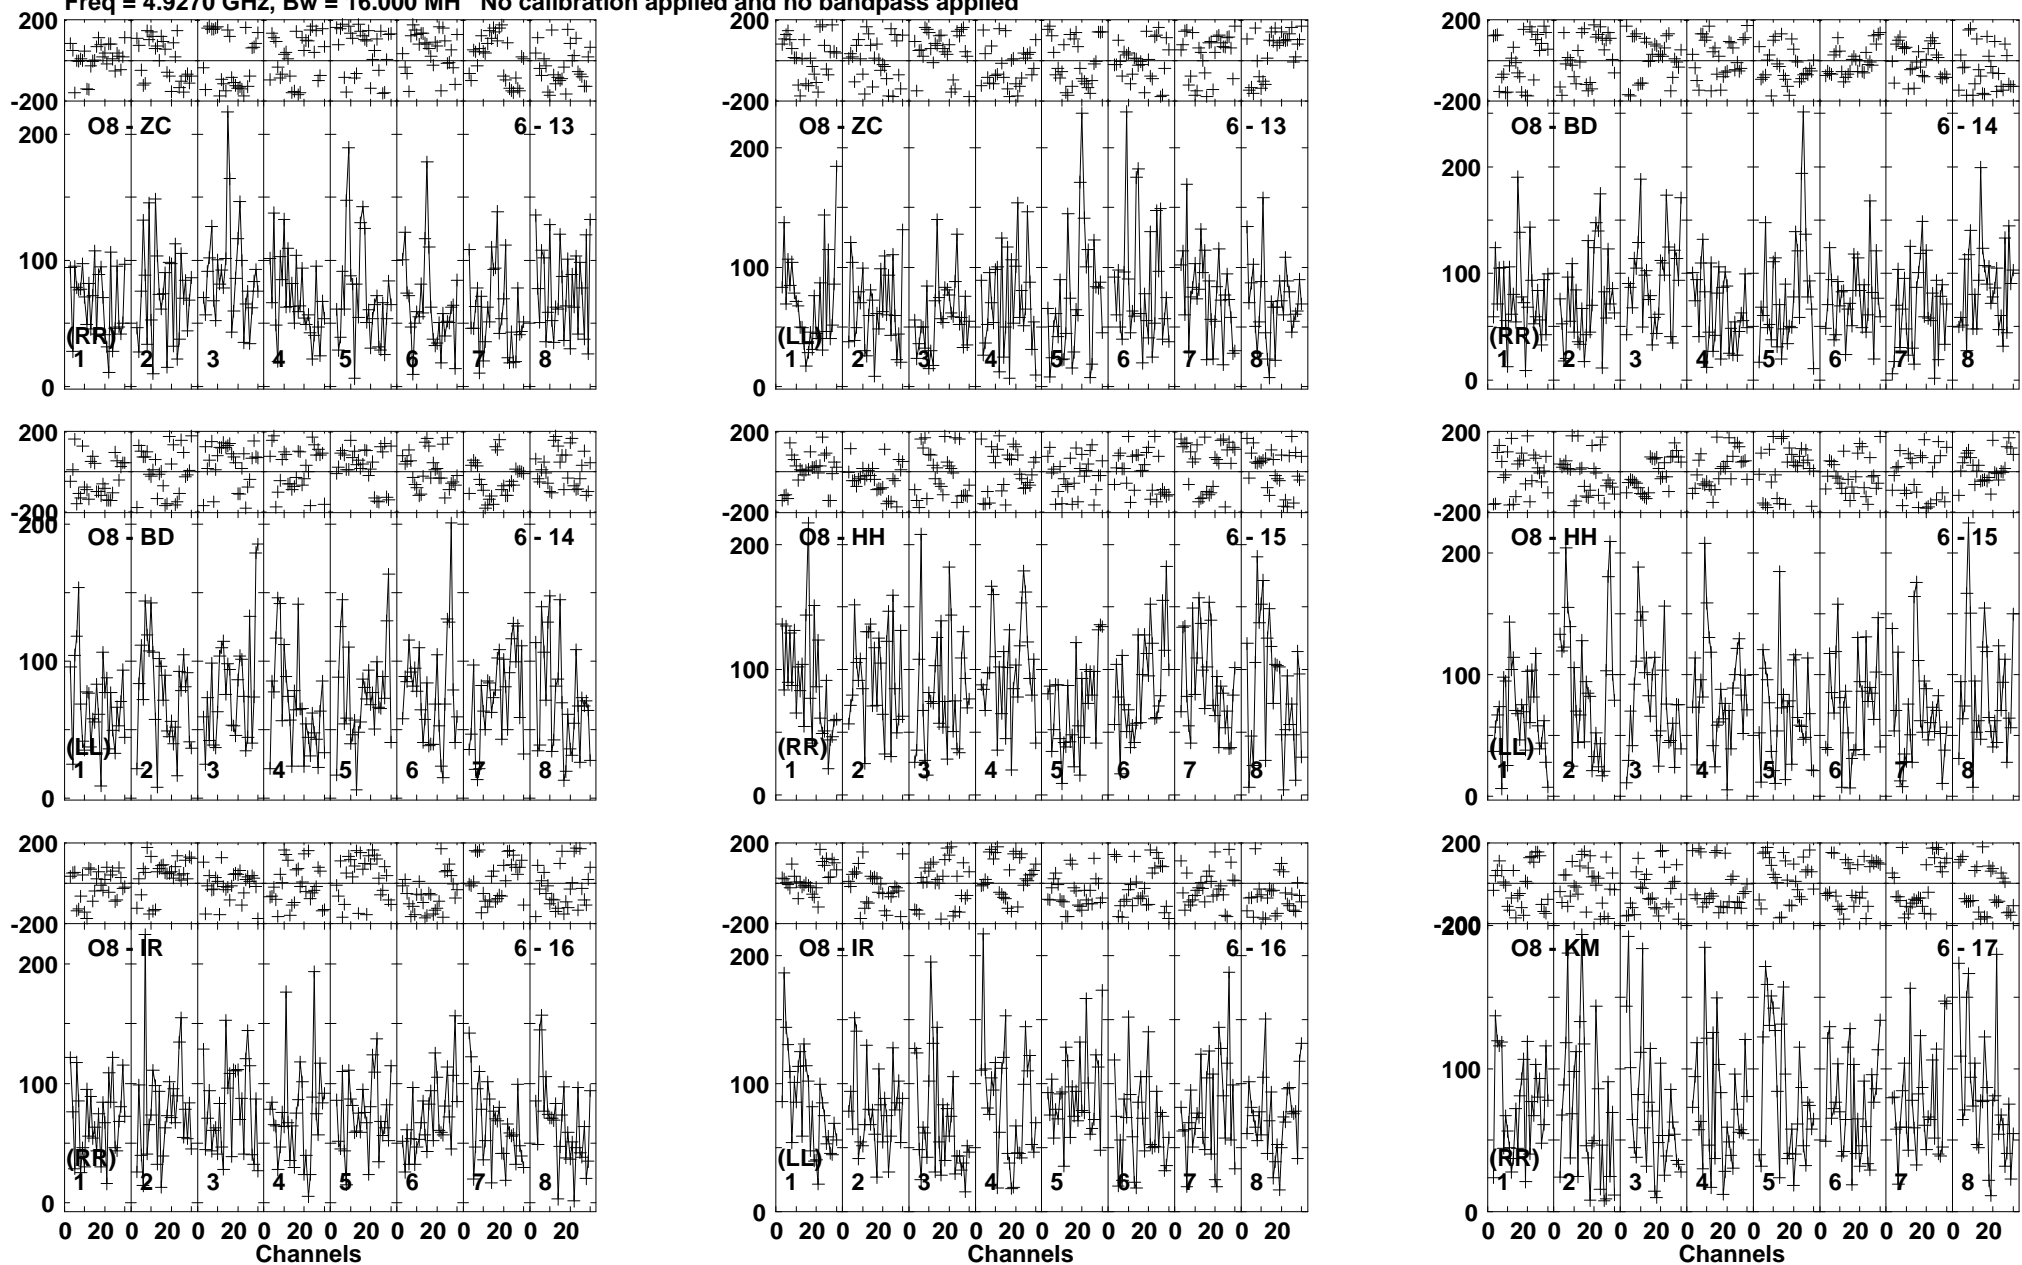 Freq = 4.9270 GHz, Bw = 16.000 MH No calibration applied and no bandpass applied
200 200 200
-200 -200 -200
O8 - ZC 6 - 13 O8 - ZC 6 - 13 O8 - BD 6 - 14
200 200 200
100 100 100
(RR) (LL) (RR)
1 2 3 4 5 6 7 8 1 2 3 4 5 6 7 8 1 2 3 4 5 6 7 8
0 0 0
200 200 200
-200 -200 -200
200 O8 - BD 6 - 14 O8 - HH 6 - 15 O8 - HH 6 - 15
200 200
100 100 100
(LL) (RR) (LL)
1 2 3 4 5 6 7 8 1 2 3 4 5 6 7 8 1 2 3 4 5 6 7 8
0 0 0
200 200 200
-200 -200 -200
200
O8 - IR 6 - 16 O8 - IR 6 - 16 O8 - KM 6 - 17
200 200
100 100 100
(RR) (LL) (RR)
1 2 3 4 5 6 7 8 1 2 3 4 5 6 7 8 1 2 3 4 5 6 7 8
0 0 0
0 20 0 20 0 20 0 20 0 20 0 20 0 20 0 20 0 20 0 20 0 20 0 20 0 20 0 20 0 20 0 20 0 20 0 20 0 20 0 20 0 20 0 20 0 20 0 20
Channels Channels Channels